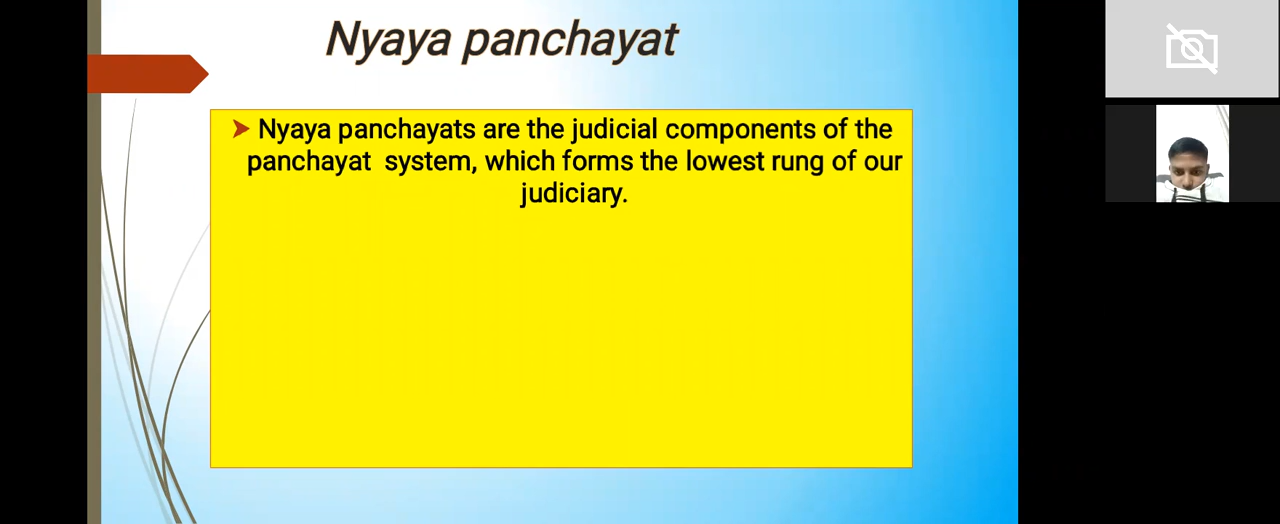 Nyaya panchayat
Nyaya panchayats are the judicial components of the
panchayat system, which forms the lowest rung of our
judiciary.